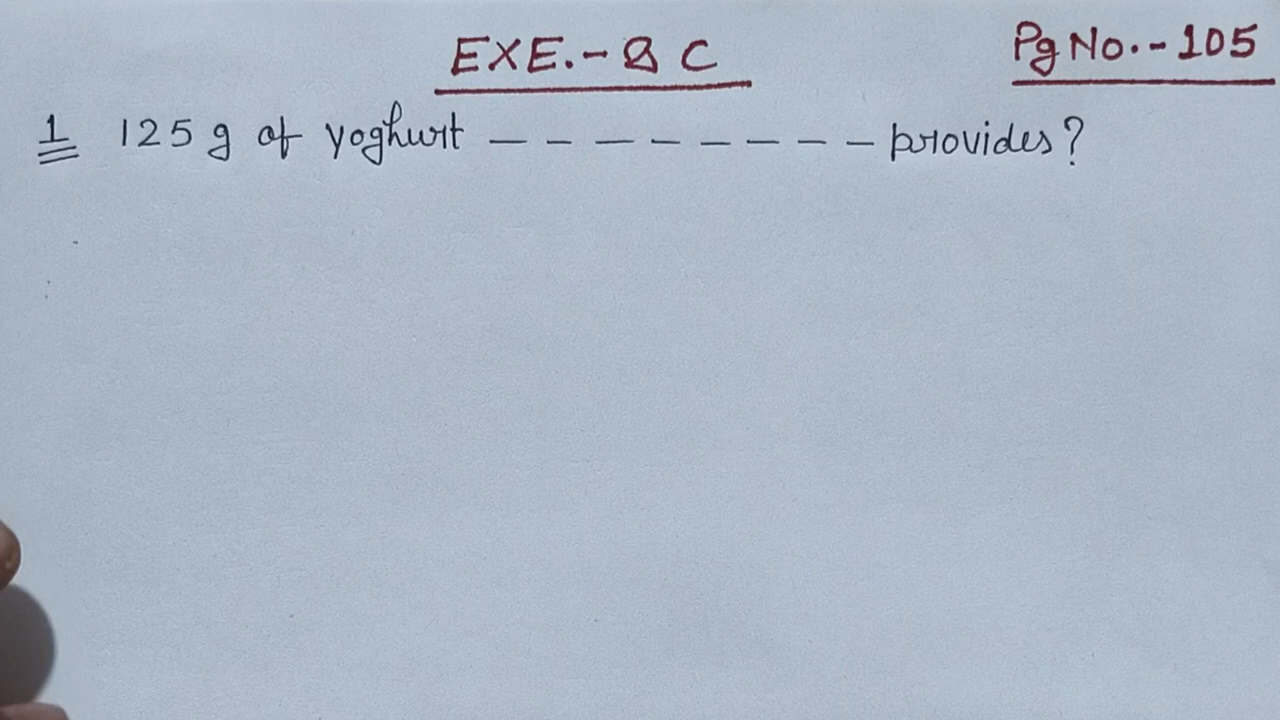 EXE.-8 C
Pg No.-105
1 125 g of yoghurt --------provides?